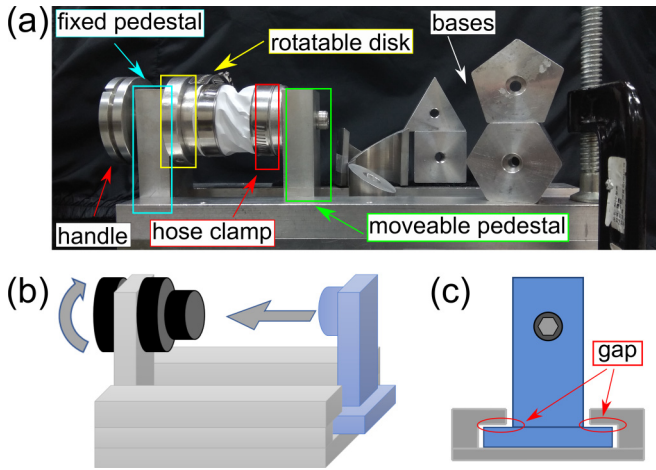 (a)
fixed pedestal
rotatable disk
bases
handle
hose clamp
moveable pedestal
(b)
(c)
gap